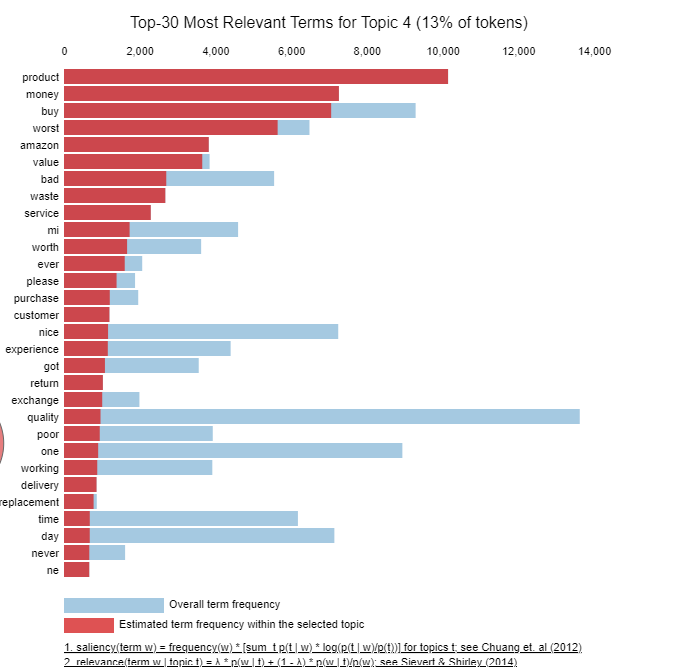 Top-30 Most Relevant Terms for Topic 4 (13% of tokens)
0 2,000 4,000 6,000 8,000 10,000 12,000 14,000
product
money
buy
worst
amazon
value
bad
waste
service
mi
worth
ever
please
purchase
customer
nice
experience
got
return
exchange
quality
poor
one
working
delivery
replacement
time
day
never
ne
Overall term frequency
Estimated term frequency within the selected topic
1. saliency(term w) = frequency(w) * [sum_t p(t | w) * log(p(t | w)/p(t))] for topics t; see Chuang et. al (2012)
2. relevance(term w | topic t) = λ * p(w | t) + (1 - λ) * p(w | t)/p(w); see Sievert & Shirley (2014)